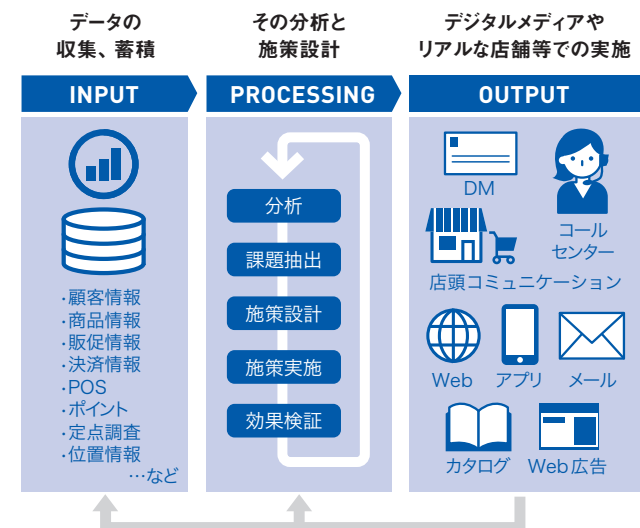 データの
収集、蓄積
その分析と
施策設計
デジタルメディアや
リアルな店舗等での実施
INPUT
PROCESSING
OUTPUT
・顧客情報
・商品情報
・販促情報
・決済情報
・POS
・ポイント
・定点調査
・位置情報
…など
分析
課題抽出
施策設計
施策実施
効果検証
DM
コール
センター
店頭コミュニケーション
Web
アプリ
メール
カタログ
Web広告